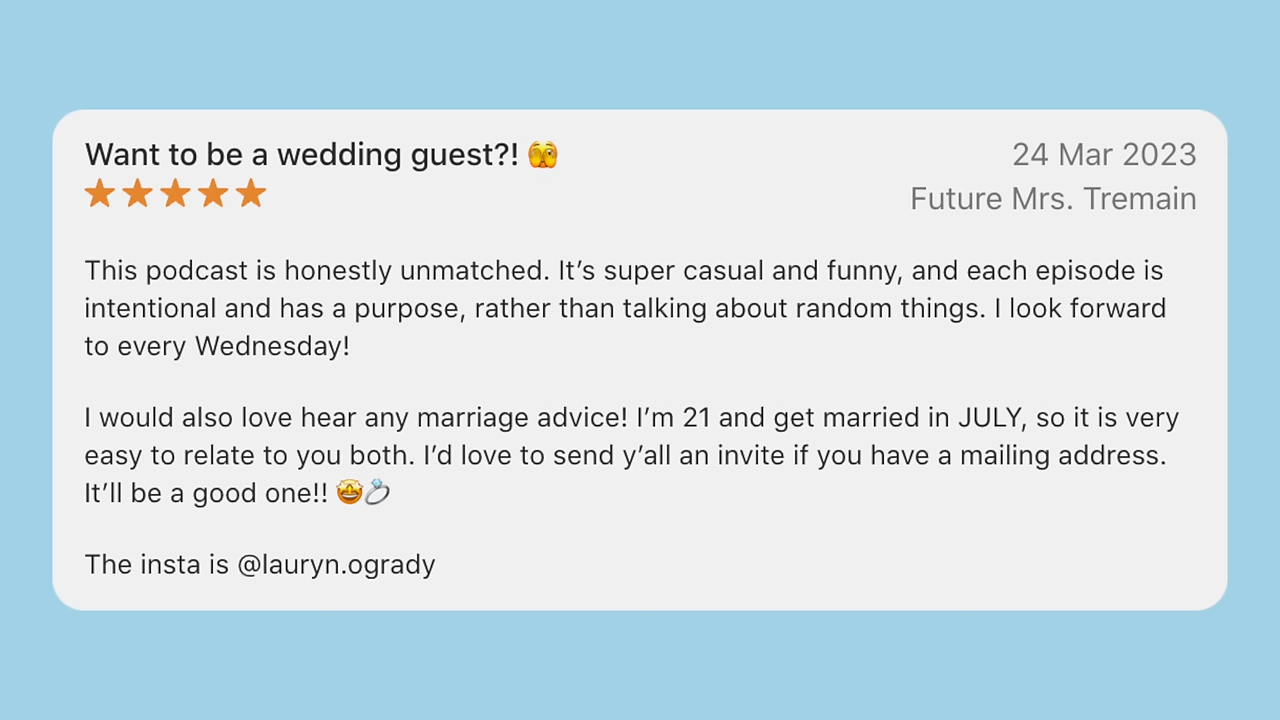 Want to be a wedding guest?! 🫣
24 Mar 2023
★★★★★
Future Mrs. Tremain
This podcast is honestly unmatched. It’s super casual and funny, and each episode is
intentional and has a purpose, rather than talking about random things. I look forward
to every Wednesday!
I would also love hear any marriage advice! I’m 21 and get married in JULY, so it is very
easy to relate to you both. I’d love to send y’all an invite if you have a mailing address.
It’ll be a good one!! 🤩💍
The insta is @lauryn.ogrady